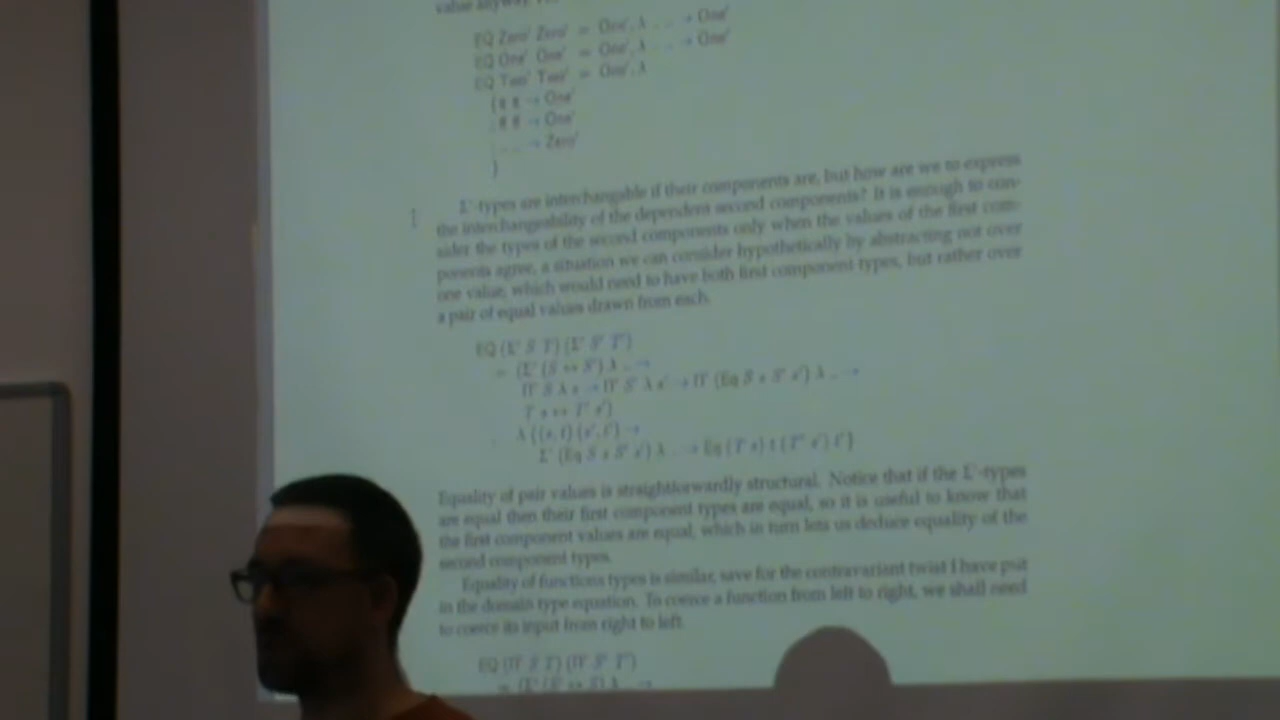 value anyway.
EQ Zero′ Zero′ = One′, λ _ _ → One′
EQ One′ One′ = One′, λ _ _ → One′
EQ Two′ Two′ = One′, λ
→ One′
→ One′
_ _ → Zero′
}
Σ′-types are interchangable if their components are, but how are we to express
the interchangeability of the dependent second components? It is enough to con-
sider the types of the second components only when the values of the first com-
ponents agree, a situation we can consider hypothetically by abstracting not over
one value, which would need to have both first component types, but rather over
a pair of equal values drawn from each.
EQ (Σ′ S T) (Σ′ S′ T′)
= (Σ′ (S ↔ S′) λ _ →
Π′ S λ s → Π′ S′ λ s′ → Π′ (Eq S s S′ s′) λ _ →
T s ↔ T′ s′)
, λ {(s, t) (s′, t′) →
Σ′ (Eq S s S′ s′) λ _ → Eq (T s) t (T′ s′) t′}
Equality of pair values is straightforwardly structural. Notice that if the Σ′-types
are equal then their first component types are equal, so it is useful to know that
the first component values are equal, which in turn lets us deduce equality of the
second component types.
Equality of functions types is similar, save for the contravariant twist I have put
in the domain type equation. To coerce a function from left to right, we shall need
to coerce its input from right to left.
EQ (Π′ S T) (Π′ S′ T′)
= (Σ′ (S′ ↔ S) λ _ →